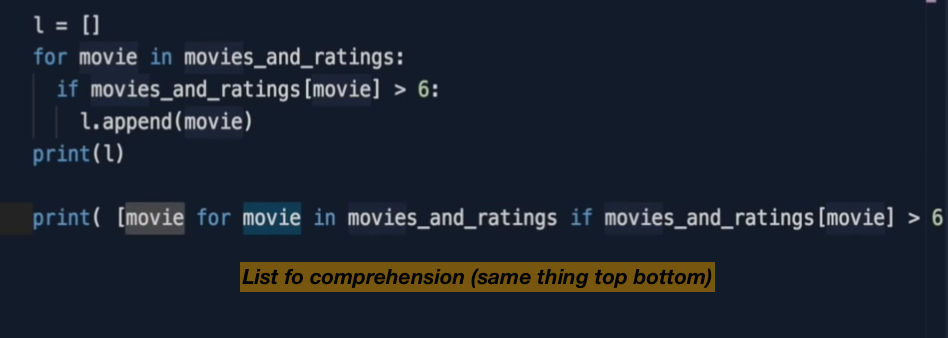 l = []
for movie in movies_and_ratings:
if movies_and_ratings[movie] > 6:
l.append(movie)
print(l)
print( [movie for movie in movies_and_ratings if movies_and_ratings[movie] > 6
List fo comprehension (same thing top bottom)